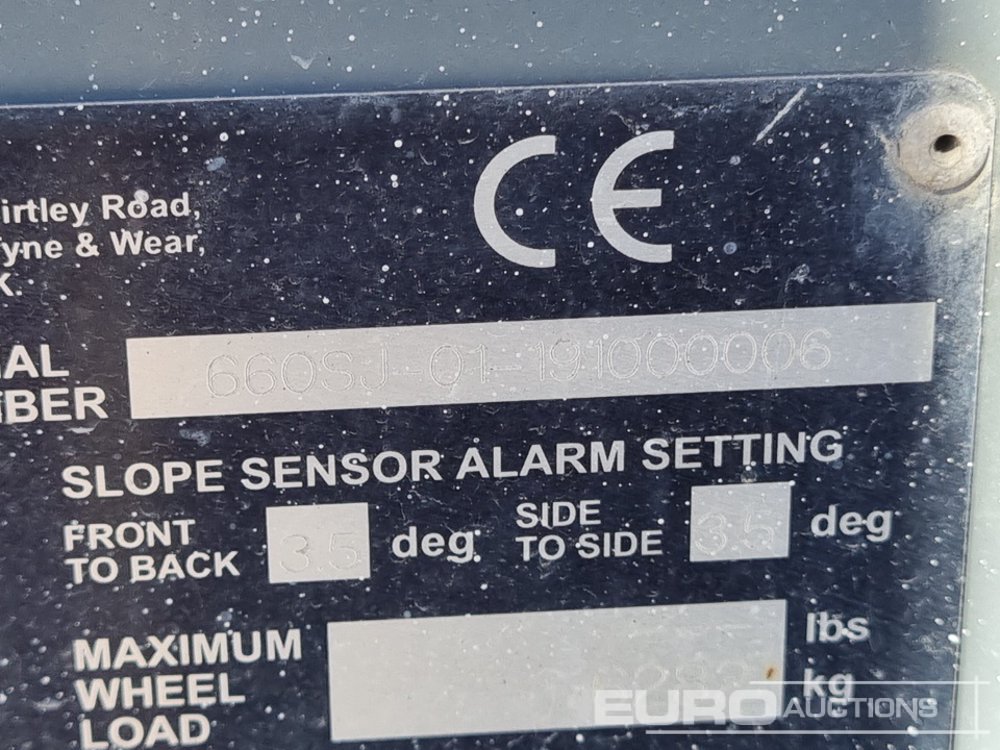 irtley Road,
yne & Wear,
K
CE
AL
BER
660SJ-01-191000006
SLOPE SENSOR ALARM SETTING
FRONT
TO BACK
3.5
deg
SIDE
TO SIDE
3.5
deg
MAXIMUM
WHEEL
LOAD
lbs
kg
EUROAUCTIONS